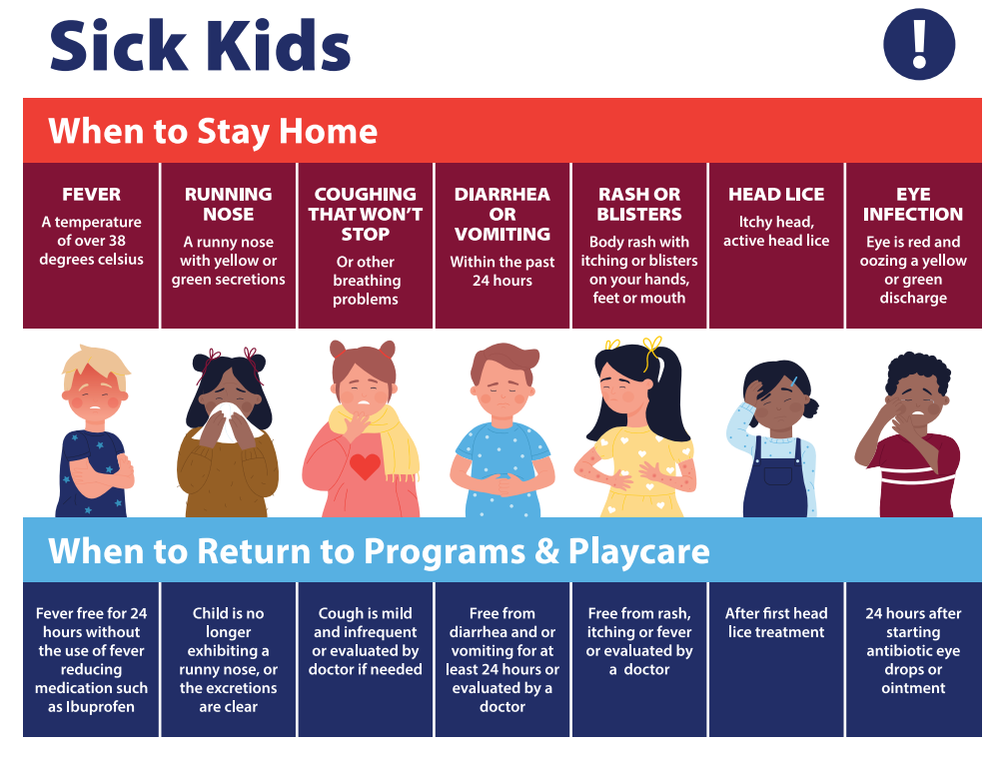 Sick Kids
!
When to Stay Home
FEVER
A temperature
of over 38
degrees celsius
RUNNING
NOSE
A runny nose
with yellow or
green secretions
COUGHING
THAT WON'T
STOP
Or other
breathing
problems
DIARRHEA
OR
VOMITING
Within the past
24 hours
RASH OR
BLISTERS
Body rash with
itching or blisters
on your hands,
feet or mouth
HEAD LICE
Itchy head,
active head lice
EYE
INFECTION
Eye is red and
oozing a yellow
or green
discharge
When to Return to Programs & Playcare
Fever free for 24
hours without
the use of fever
reducing
medication such
as Ibuprofen
Child is no
longer
exhibiting a
runny nose, or
the excretions
are clear
Cough is mild
and infrequent
or evaluated by
doctor if needed
Free from
diarrhea and or
vomiting for at
least 24 hours or
evaluated by a
doctor
Free from rash,
itching or fever
or evaluated by
a doctor
After first head
lice treatment
24 hours after
starting
antibiotic eye
drops or
ointment